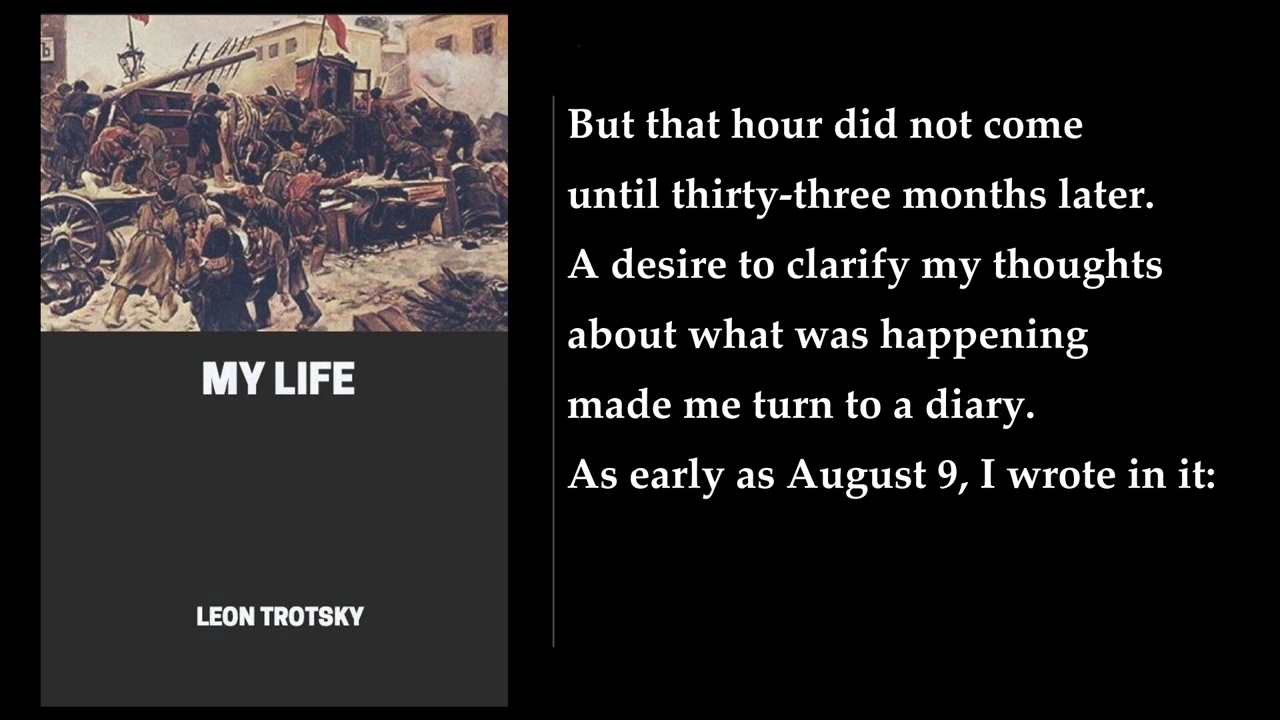 MY LIFE
LEON TROTSKY
But that hour did not come
until thirty-three months later.
A desire to clarify my thoughts
about what was happening
made me turn to a diary.
As early as August 9, I wrote in it: